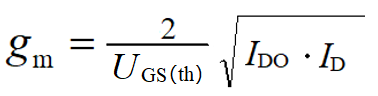 g_m = \frac{2}{U_{GS(th)}} \sqrt{I_{DO} \cdot I_D}